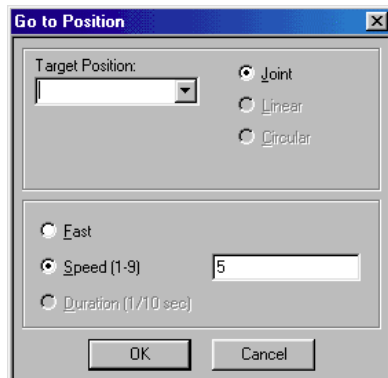 Go to Position
Target Position:
Joint
Linear
Circular
Fast
Speed (1-9)
5
Duration (1/10 sec)
OK
Cancel